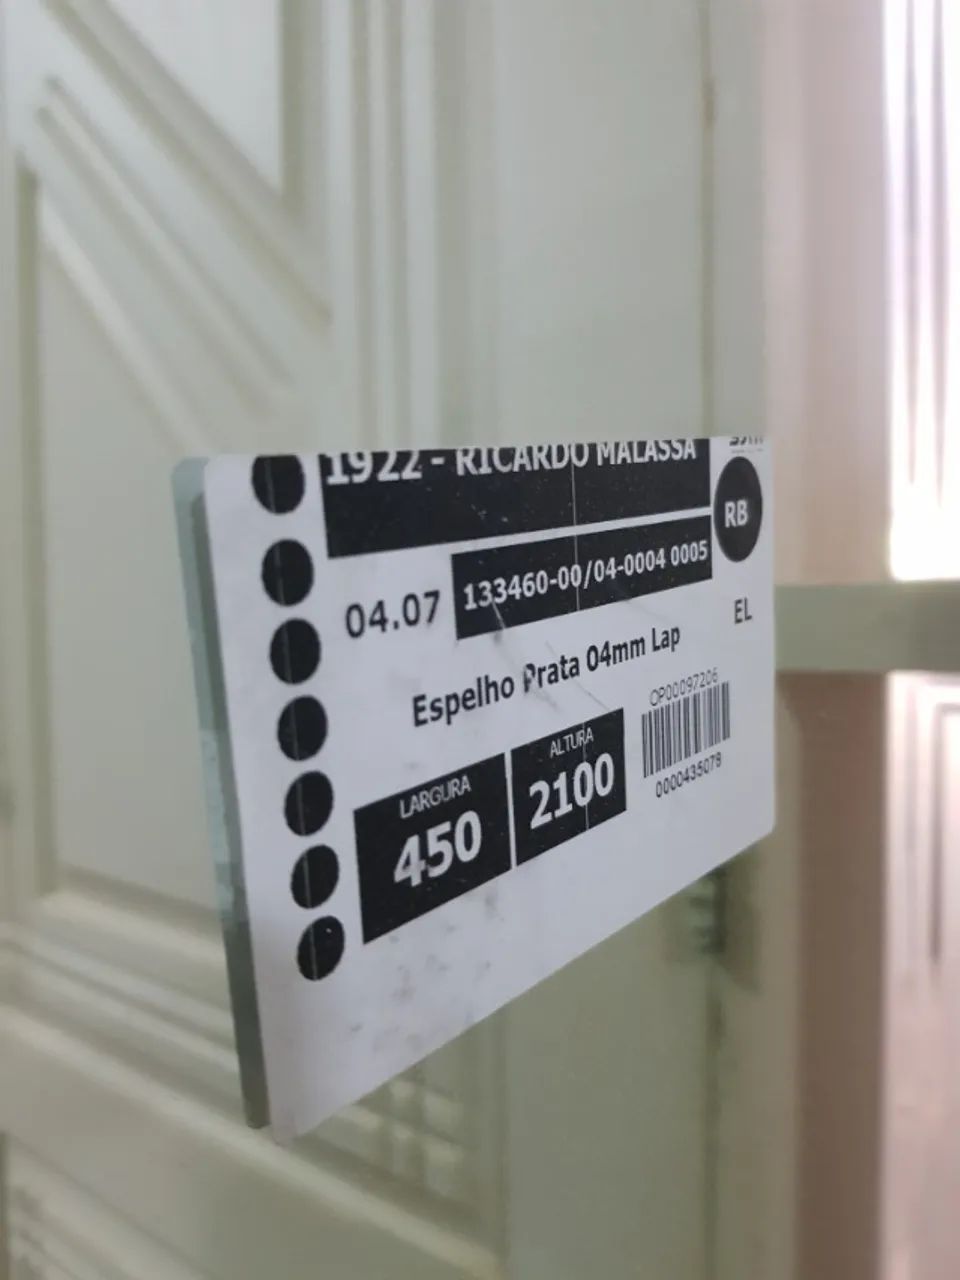 1922 - RICARDO MALASSA
RB
04.07
133460-00/04-0004 0005
EL
Espelho Prata 04mm Lap
OP00097206
LARGURA
450
ALTURA
2100
0000435079